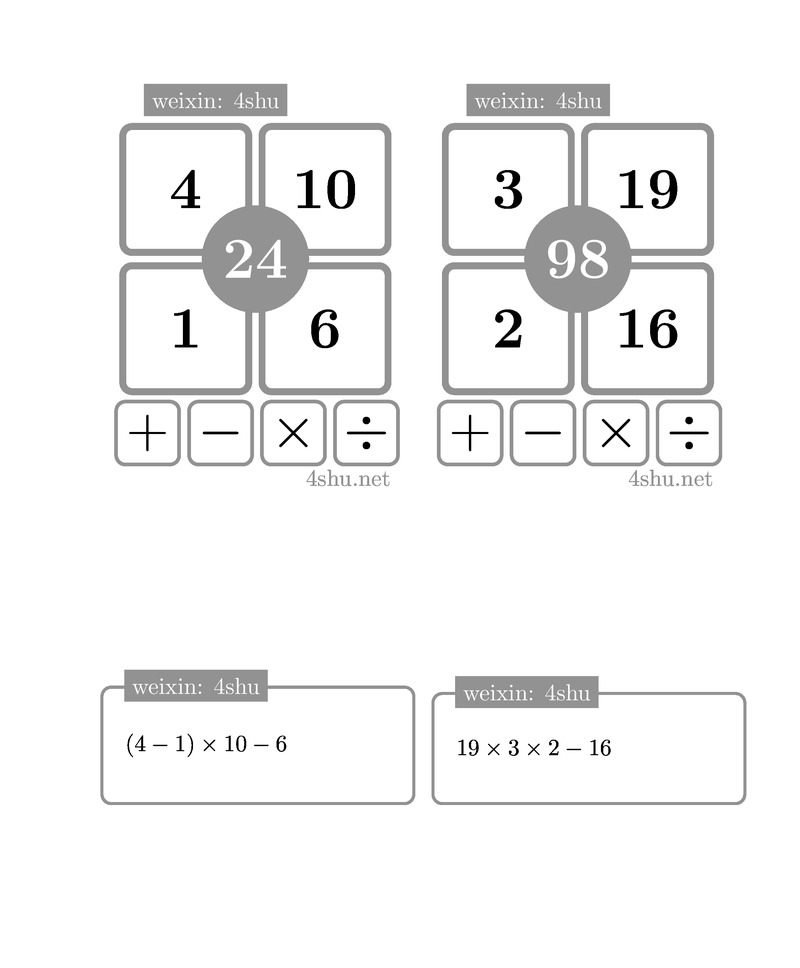 weixin: 4shu
4 10
24
1 6
+ − × ÷
4shu.net
weixin: 4shu
3 19
98
2 16
+ − × ÷
4shu.net
weixin: 4shu
(4 − 1) × 10 − 6
weixin: 4shu
19 × 3 × 2 − 16